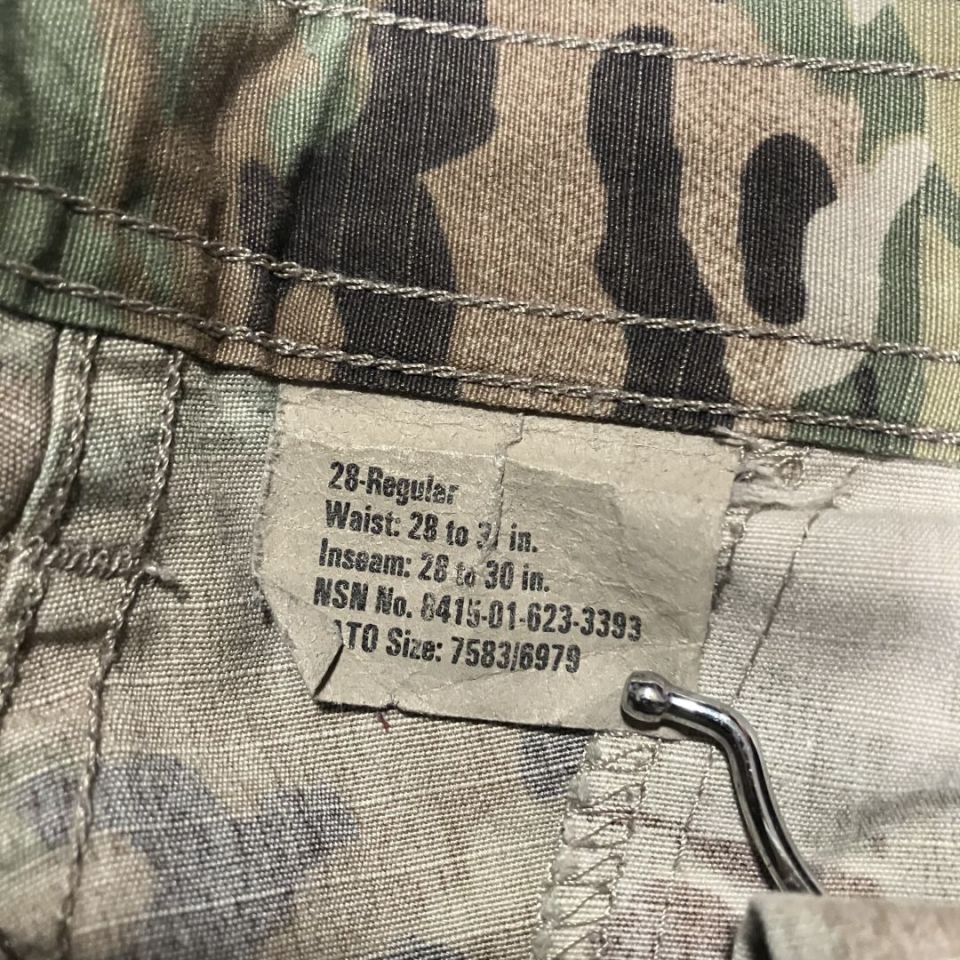 28-Regular
Waist: 28 to 31 in.
Inseam: 28 to 30 in.
NSN No. 8415-01-623-3393
ATO Size: 7583/6979